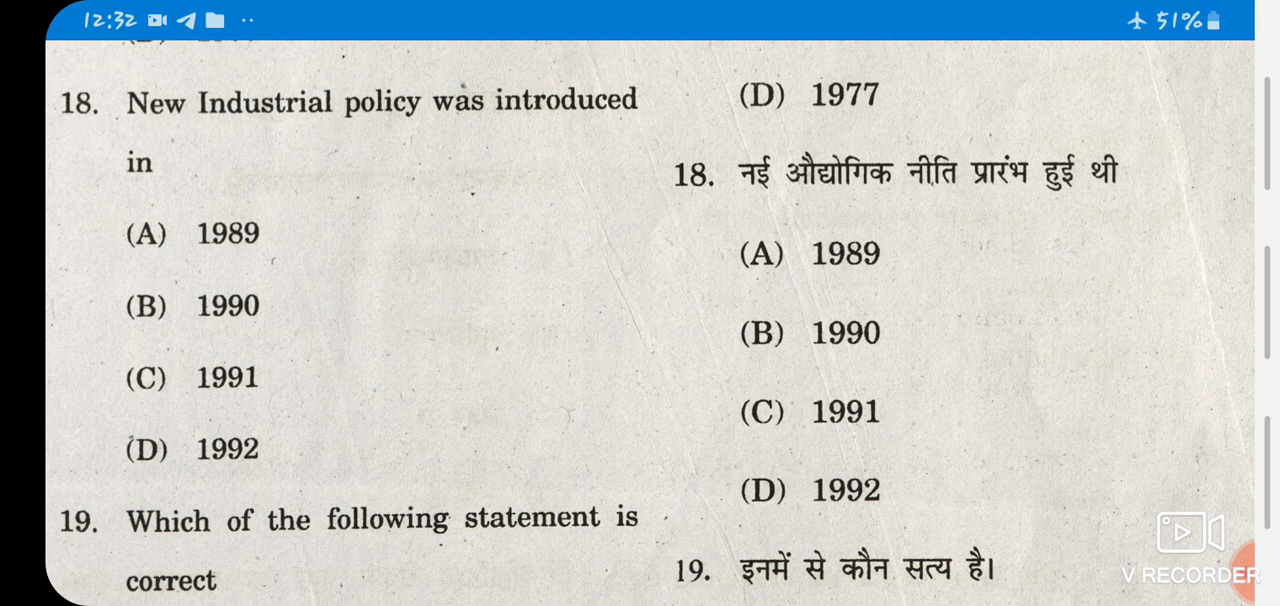 12:32
51%
18. New Industrial policy was introduced
in
(A) 1989
(B) 1990
(C) 1991
(D) 1992
19. Which of the following statement is
correct
(D) 1977
18. नई औद्योगिक नीति प्रारंभ हुई थी
(A) 1989
(B) 1990
(C) 1991
(D) 1992
19. इनमें से कौन सत्य है।
V RECORDER